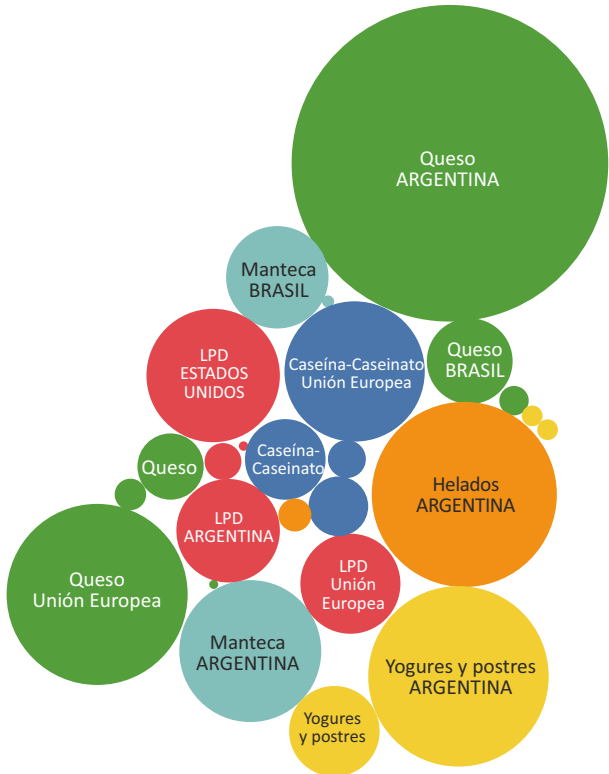 Queso
ARGENTINA
Manteca
BRASIL
LPD
ESTADOS
UNIDOS
Caseína-Caseinato
Unión Europea
Queso
BRASIL
Queso
Caseína-
Caseinato
Helados
ARGENTINA
LPD
ARGENTINA
Queso
Unión Europea
LPD
Unión
Europea
Manteca
ARGENTINA
Yogures y postres
ARGENTINA
Yogures
y postres